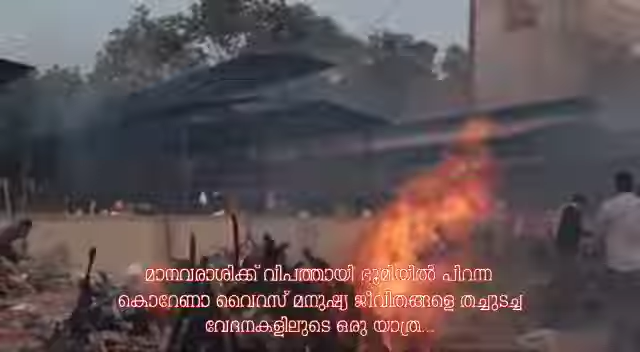 മാനവരാശിക്ക് വിപത്തായി ഭൂമിയിൽ പിറന്ന
കൊറേണാ വൈറസ് മനുഷ്യ ജീവിതങ്ങളെ തച്ചുടച്ച
വേദനകളിലൂടെ ഒരു യാത്ര...